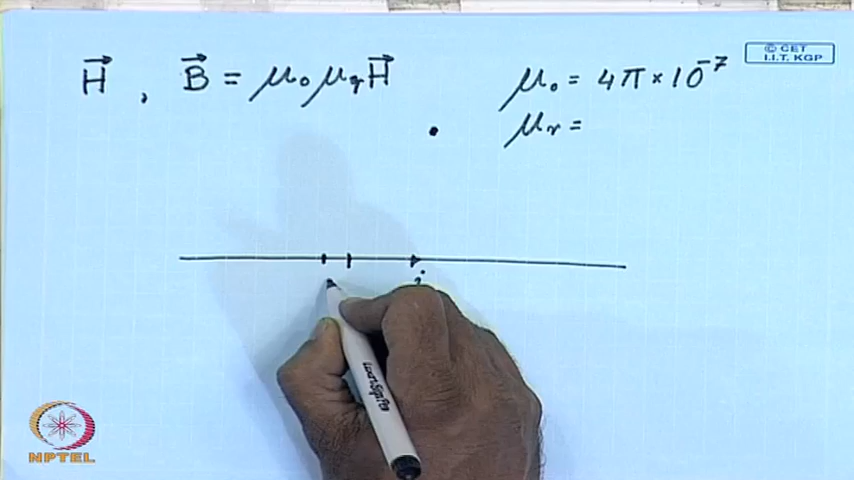 H⃗ , B⃗ = μ₀μᵣH⃗
μ₀ = 4π × 10⁻⁷
μᵣ =
i
© CET
I.I.T. KGP
NPTEL